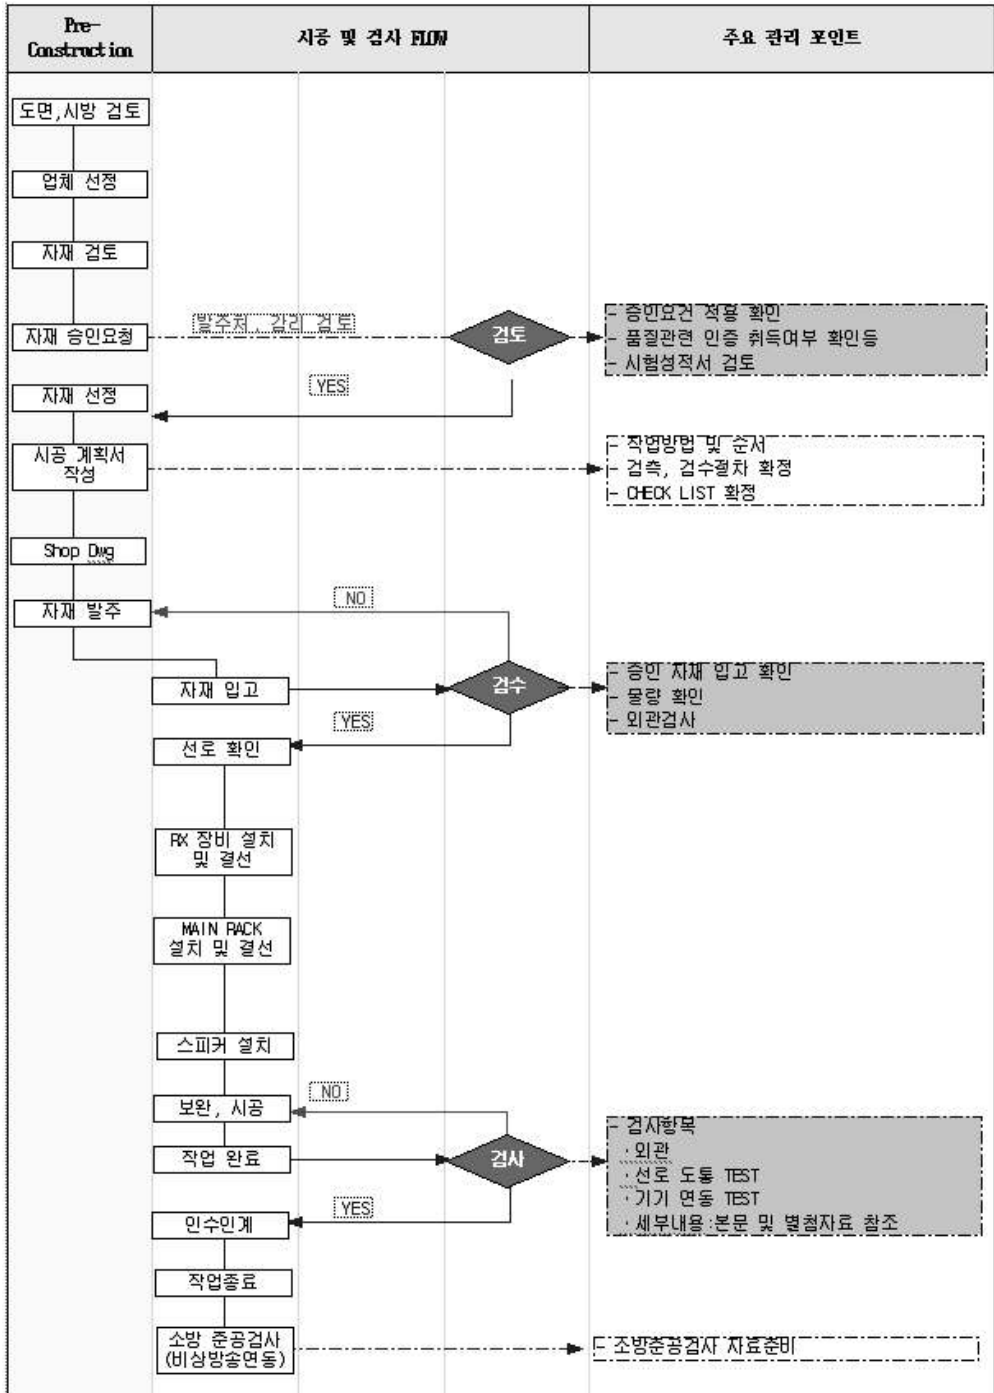 Pre-
Construction
시공 및 검사 FLOW
주요 관리 포인트
도면,시방 검토
업체 선정
자재 검토
자재 승인요청
발주처, 감리 검토
검토
- 승인요건 적용 확인
- 품질관련 인증 취득여부 확인등
- 시험성적서 검토
YES
자재 선정
시공 계획서
작성
- 작업방법 및 순서
- 검측, 검수절차 확정
- CHECK LIST 확정
Shop Dwg
자재 발주
NO
자재 입고
검수
- 승인 자재 입고 확인
- 물량 확인
- 외관검사
YES
선로 확인
RX 장비 설치
및 결선
MAIN RACK
설치 및 결선
스피커 설치
NO
보완, 시공
작업 완료
검사
- 검사항목
·외관
·선로 도통 TEST
·기기 연동 TEST
·세부내용:본문 및 별첨자료 참조
YES
인수인계
작업종료
소방 준공검사
(비상방송연동)
- 소방준공검사 자료준비